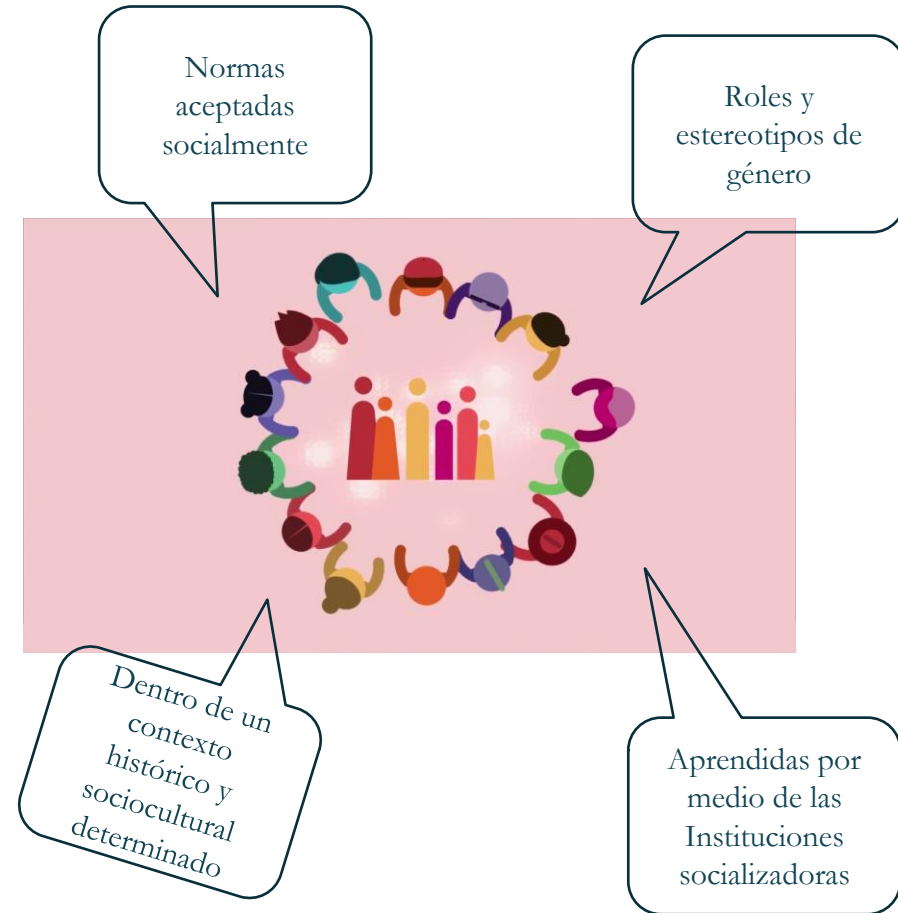 Normas
aceptadas
socialmente
Roles y
estereotipos de
género
Dentro de un
contexto
histórico y
sociocultural
determinado
Aprendidas por
medio de las
Instituciones
socializadoras